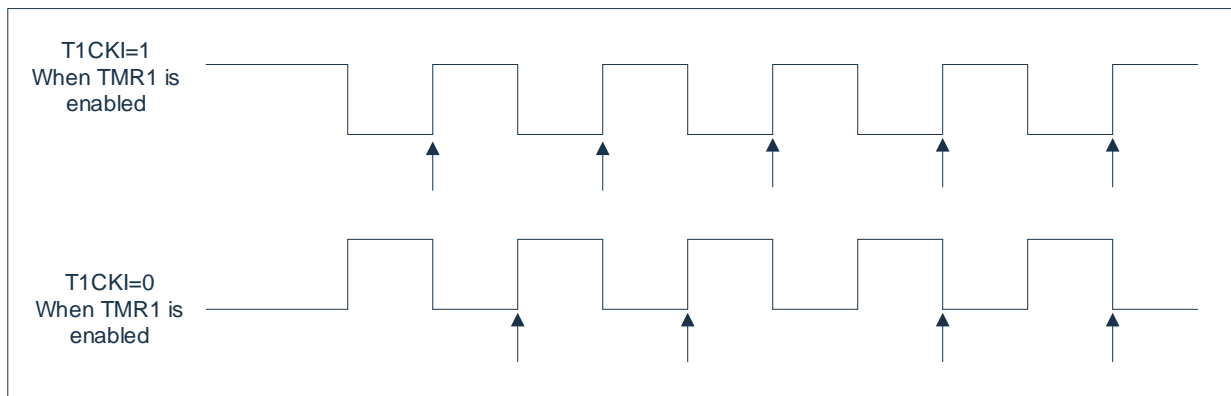 T1CKI=1
When TMR1 is
enabled
T1CKI=0
When TMR1 is
enabled